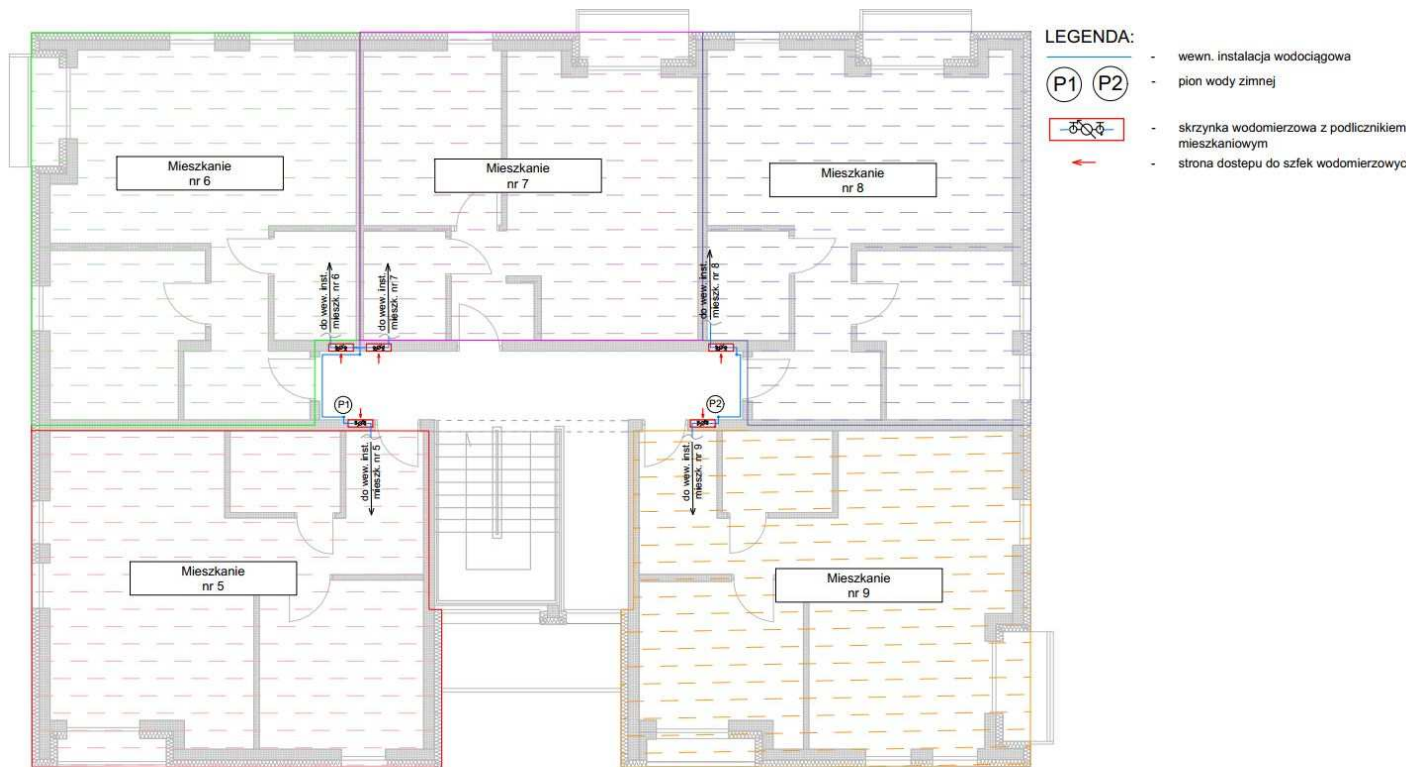 LEGENDA:
- wewn. instalacja wodociągowa
P1 P2 - pion wody zimnej
- skrzynka wodomierzowa z podlicznikiem
mieszkaniowym
- strona dostepu do szfek wodomierzowyc
Mieszkanie
nr 6
Mieszkanie
nr 7
Mieszkanie
nr 8
do wew. inst.
mieszk. nr 6
do wew. inst.
mieszk. nr 7
do wew. inst.
mieszk. nr 8
P1
P2
do wew. inst.
mieszk. nr 5
do wew. inst.
mieszk. nr 9
Mieszkanie
nr 5
Mieszkanie
nr 9